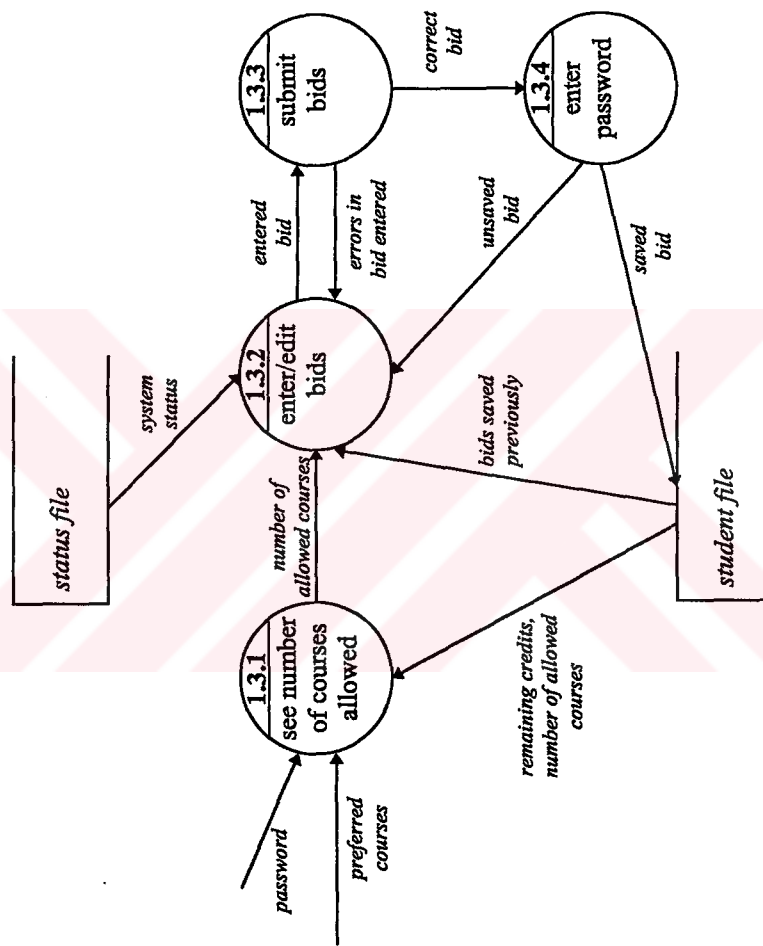 status file
system
status
1.3.1
see number
of courses
allowed
password
preferred
courses
number of
allowed courses
1.3.2
enter/edit
bids
entered
bid
errors in
bid entered
1.3.3
submit
bids
correct
bid
1.3.4
enter
password
unsaved
bid
saved
bid
bids saved
previously
remaining credits,
number of allowed
courses
student file